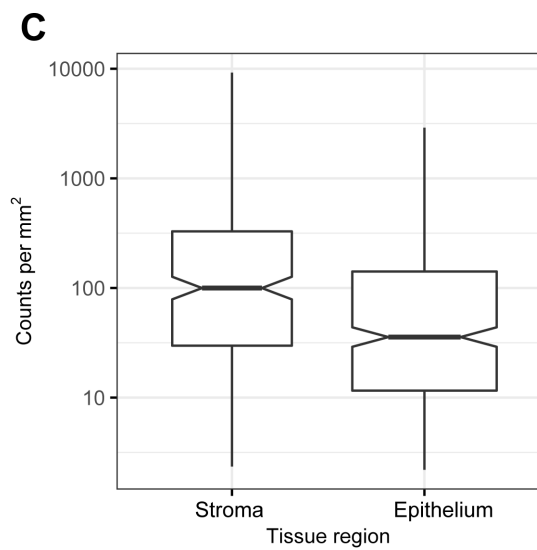 C
10000
1000
100
10
Counts per mm²
Stroma Epithelium
Tissue region